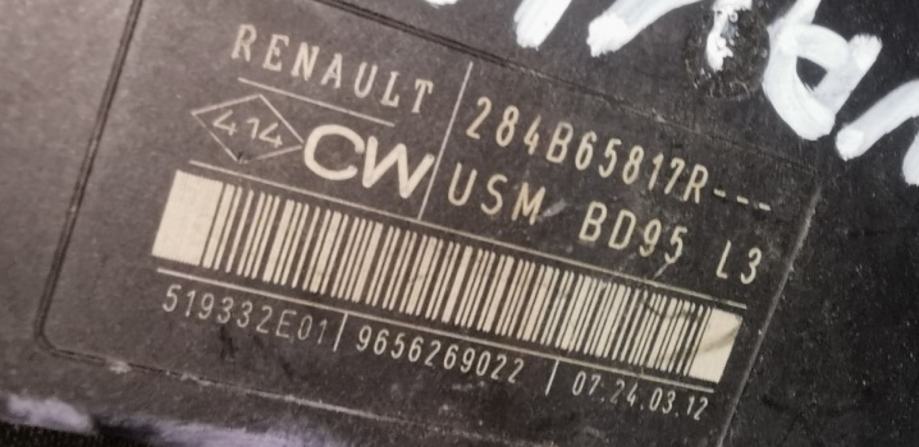 RENAULT
414 CW
284B65817R---
USM BD95 L3
519332E01 | 9656269022 | 07.24.03.12